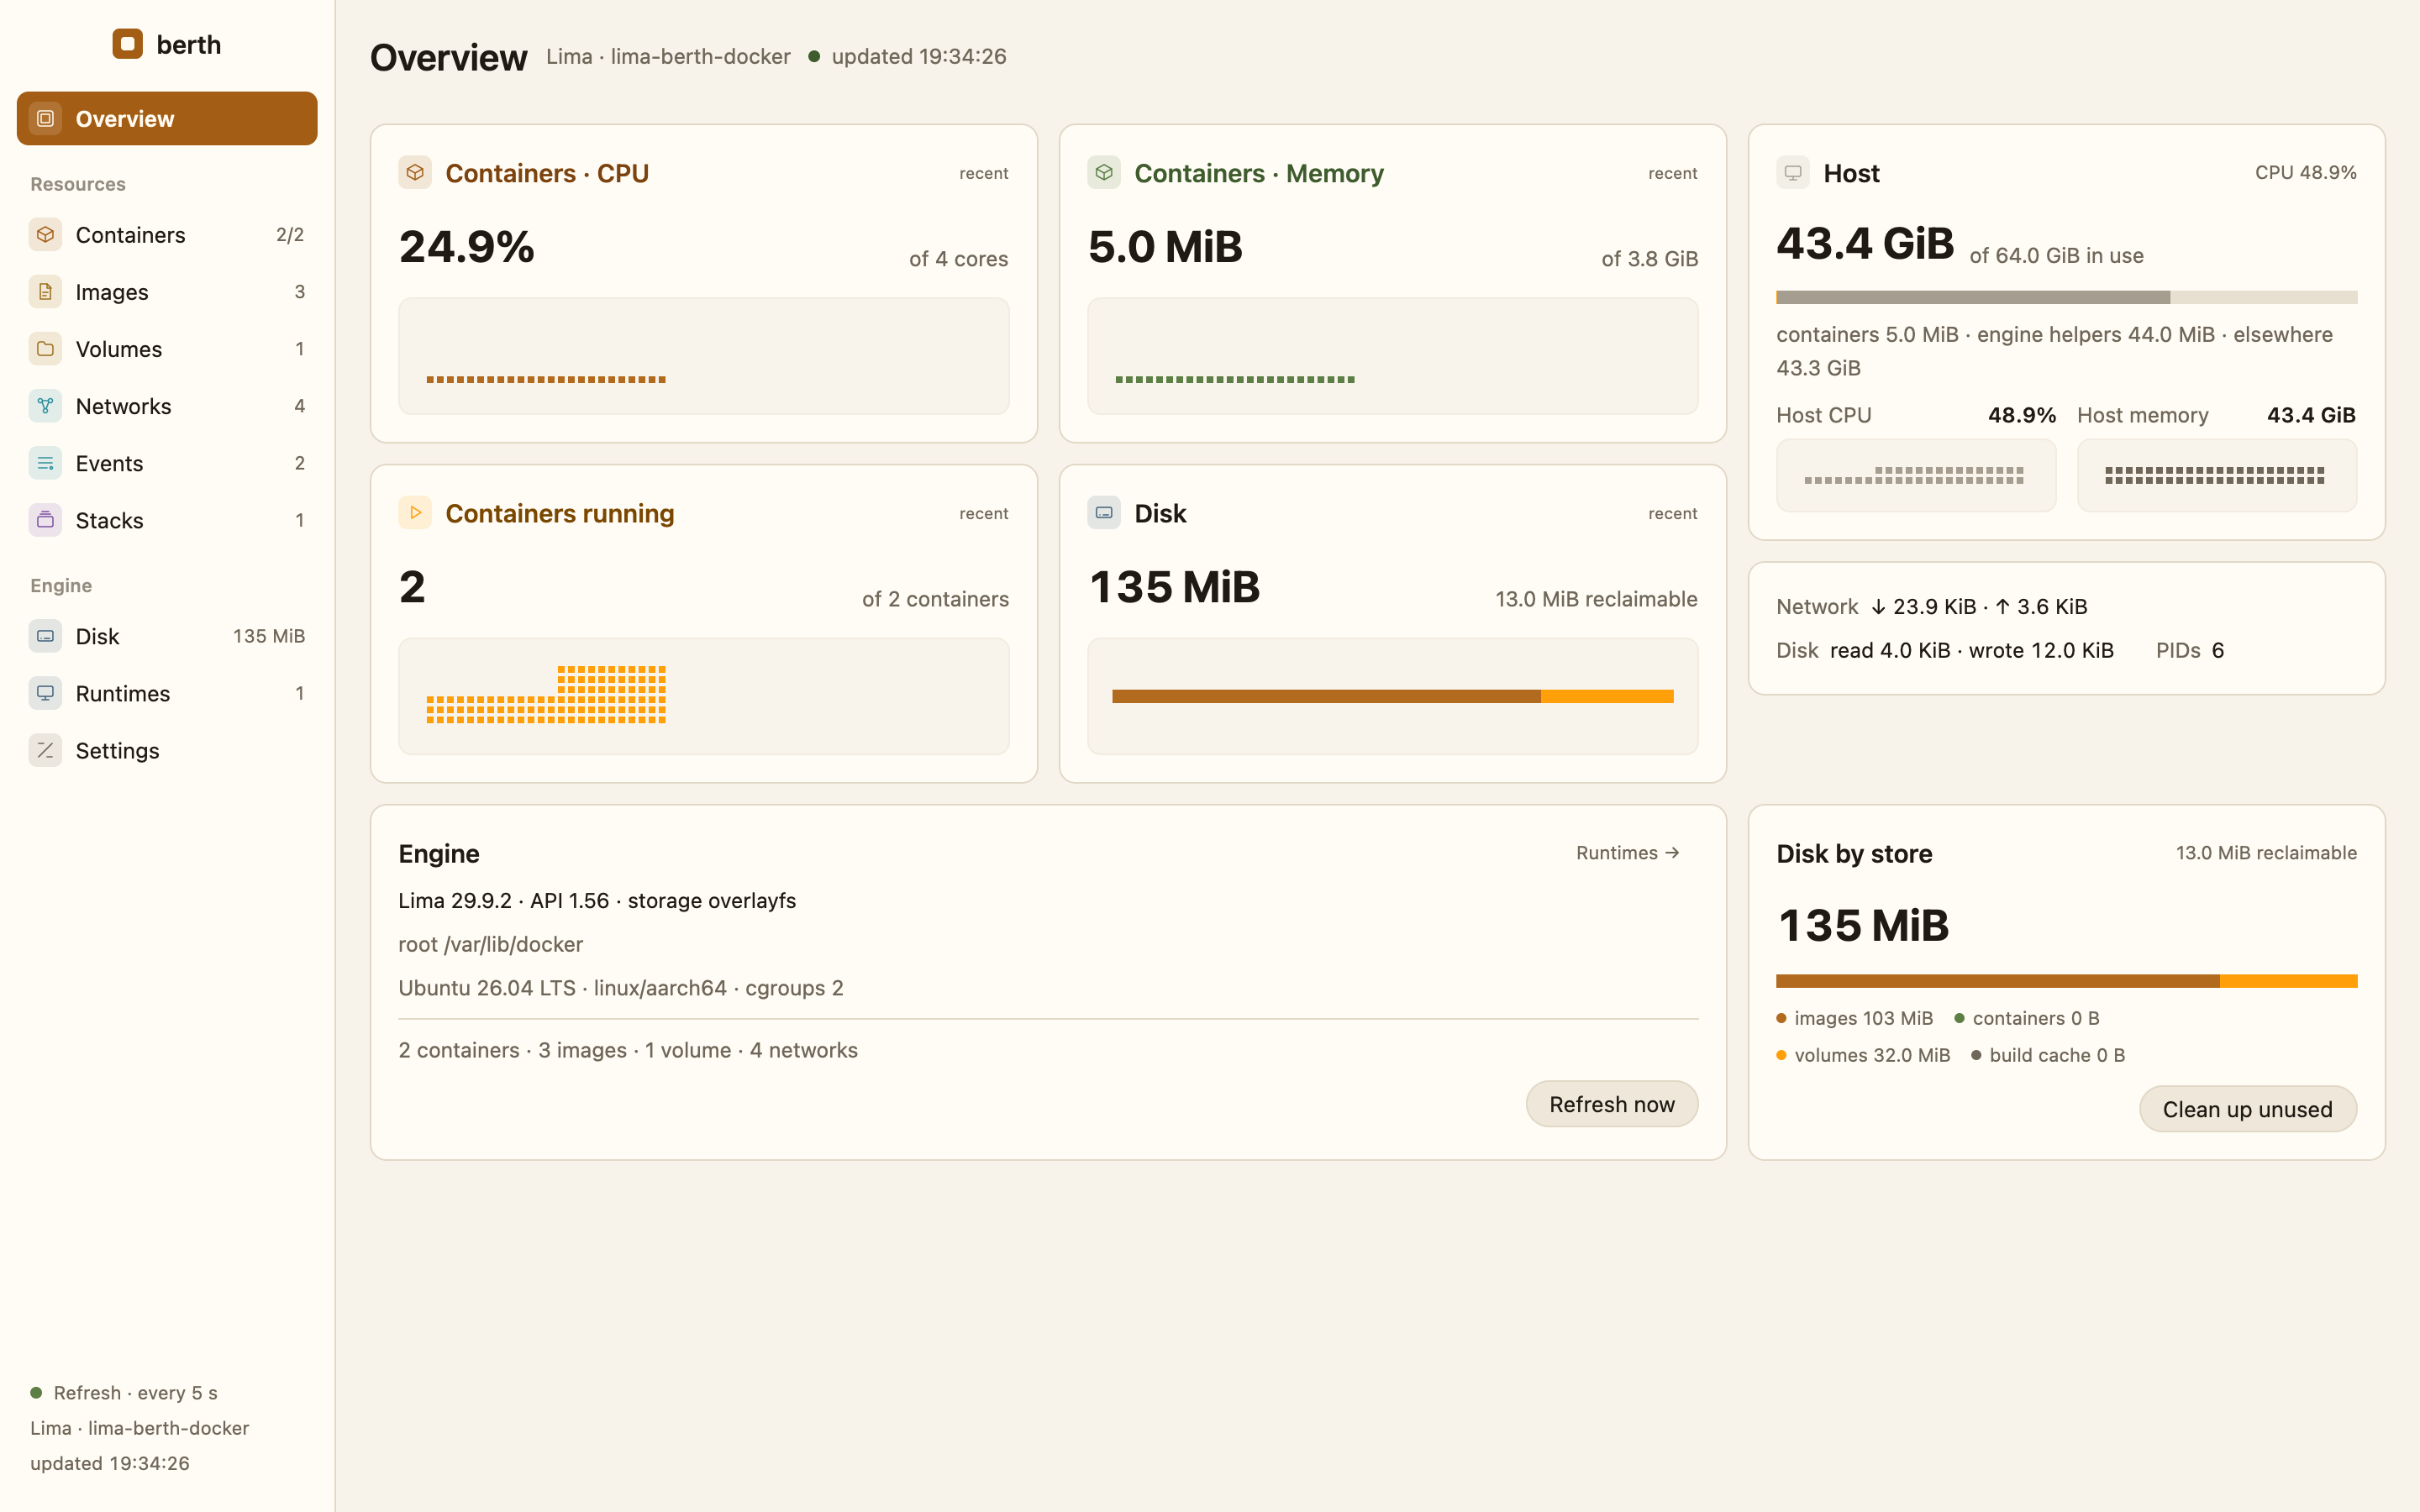 berth
Overview
Resources
Containers 2/2
Images 3
Volumes 1
Networks 4
Events 2
Stacks 1
Engine
Disk 135 MiB
Runtimes 1
Settings
Refresh · every 5 s
Lima · lima-berth-docker
updated 19:34:26
Overview Lima · lima-berth-docker updated 19:34:26
Containers · CPU recent
24.9% of 4 cores
Containers · Memory recent
5.0 MiB of 3.8 GiB
Host CPU 48.9%
43.4 GiB of 64.0 GiB in use
containers 5.0 MiB · engine helpers 44.0 MiB · elsewhere
43.3 GiB
Host CPU 48.9% Host memory 43.4 GiB
Containers running recent
2 of 2 containers
Disk recent
135 MiB 13.0 MiB reclaimable
Network ↓ 23.9 KiB · ↑ 3.6 KiB
Disk read 4.0 KiB · wrote 12.0 KiB PIDs 6
Engine Runtimes →
Lima 29.9.2 · API 1.56 · storage overlayfs
root /var/lib/docker
Ubuntu 26.04 LTS · linux/aarch64 · cgroups 2
2 containers · 3 images · 1 volume · 4 networks
Refresh now
Disk by store 13.0 MiB reclaimable
135 MiB
images 103 MiB containers 0 B
volumes 32.0 MiB build cache 0 B
Clean up unused